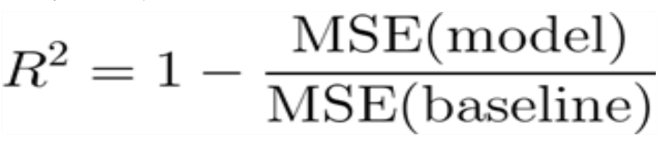 R² = 1 − MSE(model) / MSE(baseline)